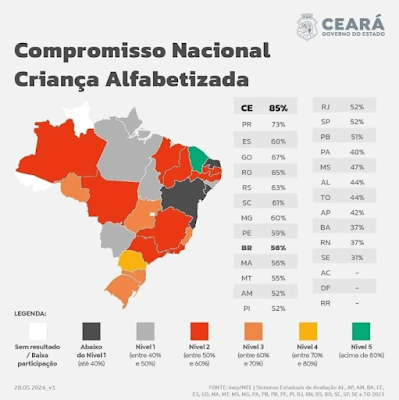 CEARÁ
GOVERNO DO ESTADO
Compromisso Nacional
Criança Alfabetizada
CE 85%
PR 73%
ES 68%
GO 67%
RO 65%
RS 63%
SC 61%
MG 60%
PE 59%
BR 56%
MA 56%
MT 55%
AM 52%
PI 52%
RJ 52%
SP 52%
PB 51%
PA 48%
MS 47%
AL 44%
TO 44%
AP 42%
BA 37%
RN 37%
SE 31%
AC -
DF -
RR -
LEGENDA:
Sem resultado
/ Baixa
participação
Abaixo
do Nível 1
(até 40%)
Nível 1
(entre 40%
e 50%)
Nível 2
(entre 50%
e 60%)
Nível 3
(entre 60%
e 70%)
Nível 4
(entre 70%
e 80%)
Nível 5
(acima de 80%)
28.05.2024_v1
FONTE: Inep/MEC | Sistemas Estaduais de Avaliação AL, AP, AM, BA, CE,
ES, GO, MA, MT, MS, MG, PA, PB, PR, PE, PI, RJ, RN, RS, RO, SC, SP, SE e TO 2023